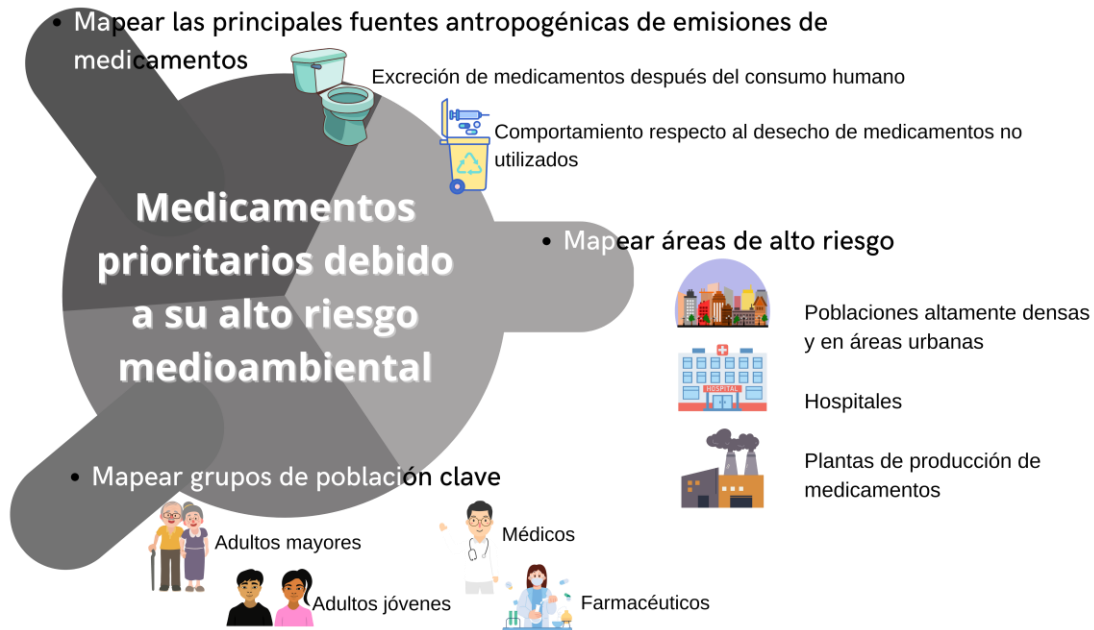 • Mapear las principales fuentes antropogénicas de emisiones de
medicamentos
Excreción de medicamentos después del consumo humano
Comportamiento respecto al desecho de medicamentos no
utilizados
Medicamentos
prioritarios debido
a su alto riesgo
medioambiental
• Mapear áreas de alto riesgo
Poblaciones altamente densas
y en áreas urbanas
HOSPITAL
Hospitales
Plantas de producción de
medicamentos
• Mapear grupos de población clave
Adultos mayores
Médicos
Adultos jóvenes
Farmacéuticos